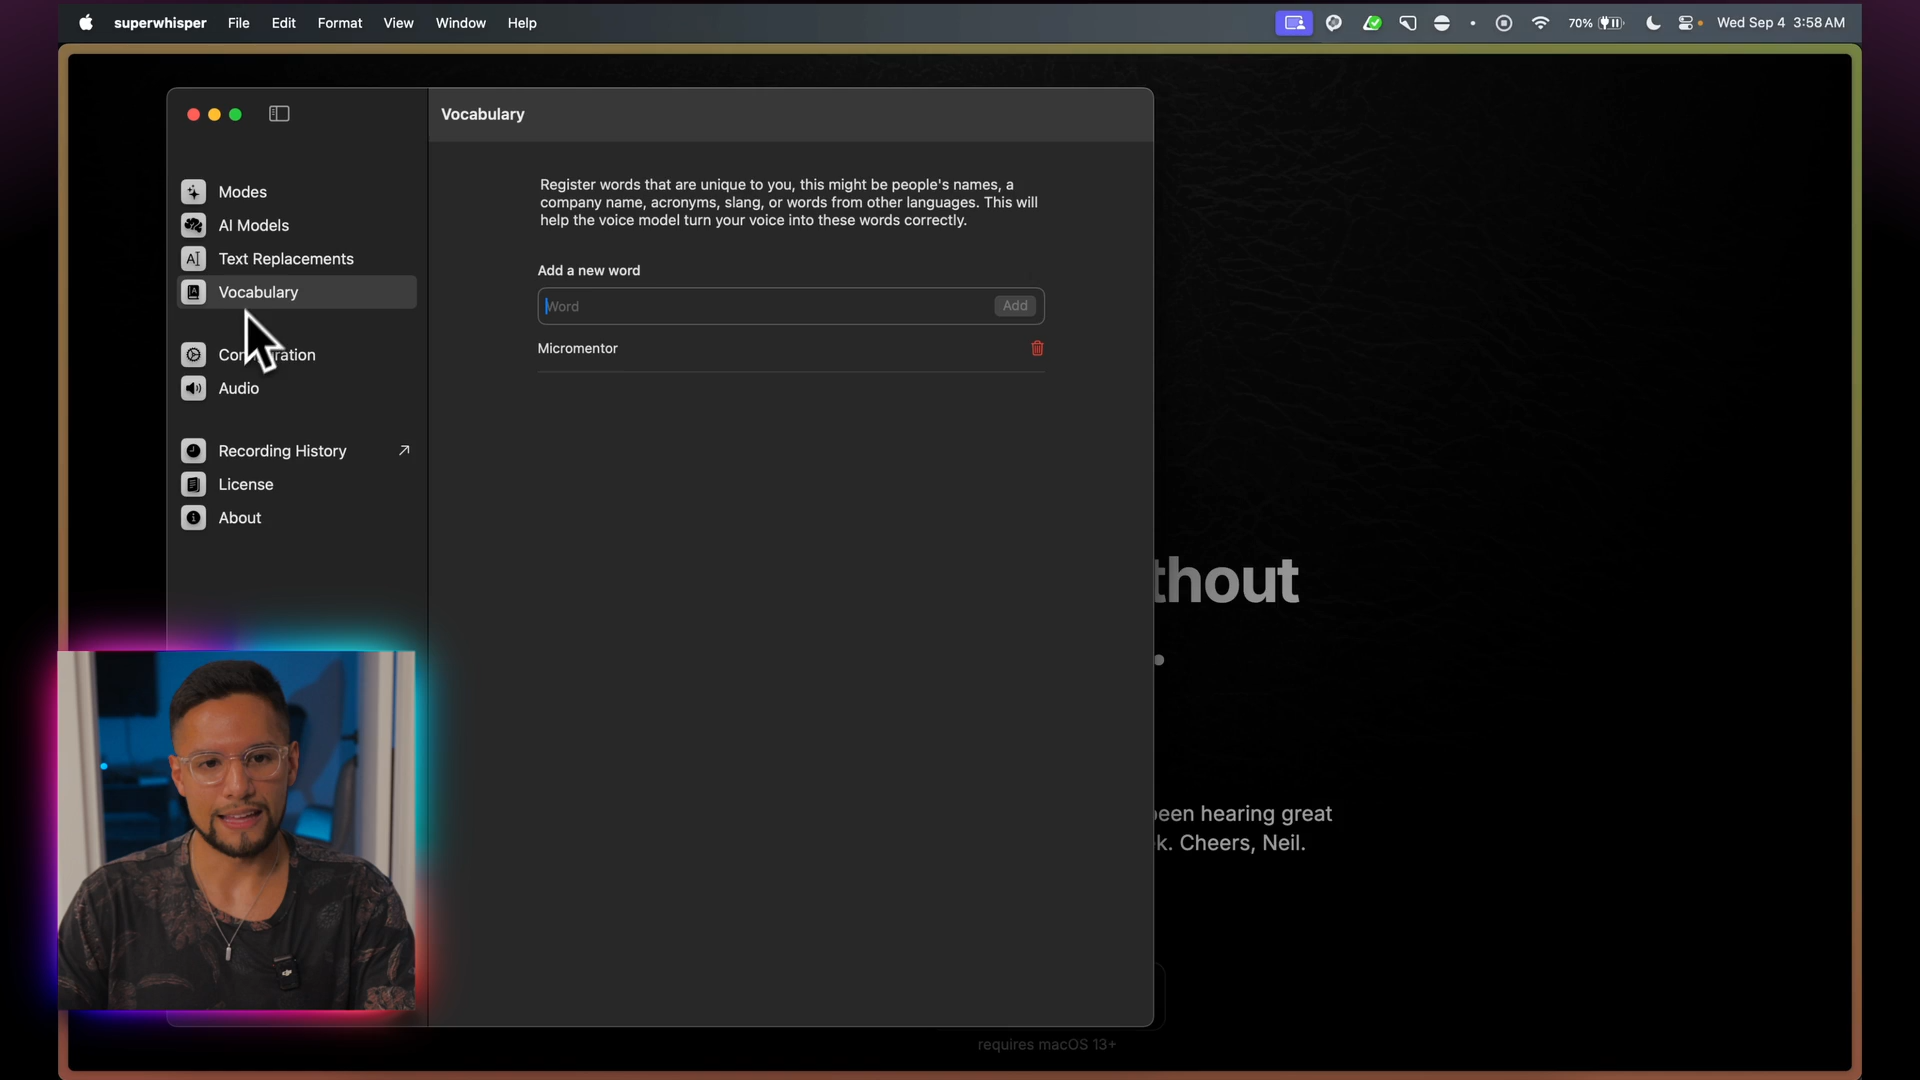 superwhisper File Edit Format View Window Help 70% Wed Sep 4 3:58 AM
Vocabulary
Modes
AI Models
Text Replacements
Vocabulary
Audio
Recording History
License
About
Register words that are unique to you, this might be people's names, a
company name, acronyms, slang, or words from other languages. This will
help the voice model turn your voice into these words correctly.
Add a new word
Word Add
Micromentor
thout
.
been hearing great
k. Cheers, Neil.
requires macOS 13+